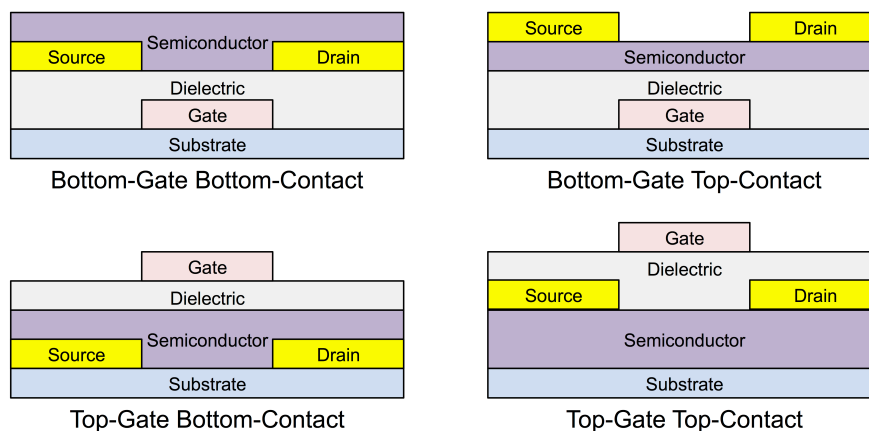 Semiconductor
Source
Drain
Dielectric
Gate
Substrate
Bottom-Gate Bottom-Contact
Source
Drain
Semiconductor
Dielectric
Gate
Substrate
Bottom-Gate Top-Contact
Gate
Dielectric
Semiconductor
Source
Drain
Substrate
Top-Gate Bottom-Contact
Gate
Dielectric
Source
Drain
Semiconductor
Substrate
Top-Gate Top-Contact